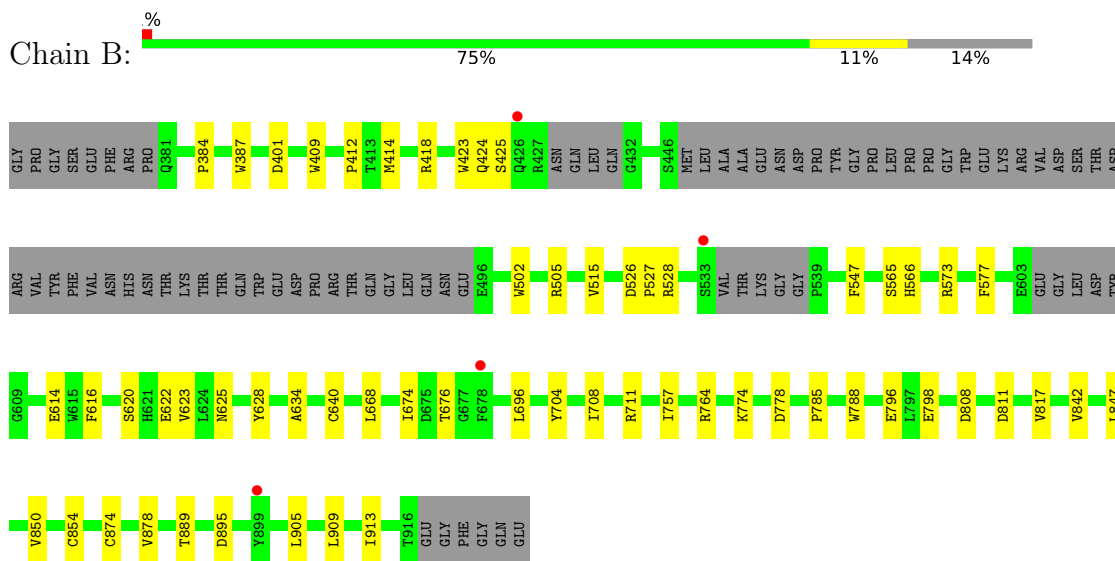 %
Chain B:
75% 11% 14%
GLY PRO GLY SER GLU PHE ARG PRO Q381 P384 W387 D401 W409 P412 T413 M414 R418 W423 Q424 S425 Q426 R427 ASN GLN LEU GLN G432 S446 MET LEU ALA ALA GLU ASN ASP PRO TYR GLY PRO LEU PRO PRO GLY TRP GLU LYS ARG VAL ASP SER THR ASP
ARG VAL TYR PHE VAL ASN HIS ASN THR LYS THR THR GLN TRP GLU ASP PRO ARG THR GLN GLY LEU GLN ASN GLU E496 W502 R505 V515 D526 P527 R528 S533 VAL THR LYS GLY GLY P539 F547 S565 H566 R573 F577 E603 GLU GLY LEU ASP TYR
G609 E614 W615 F616 S620 H621 E622 V623 L624 N625 Y628 A634 C640 L668 I674 D675 T676 G677 F678 L696 Y704 I708 R711 I757 R764 K774 D778 P785 W788 E796 L797 E798 D808 D811 V817 V842 L847
V850 C854 C874 V878 T889 D895 Y899 L905 L909 I913 T916 GLU GLY PHE GLY GLN GLU